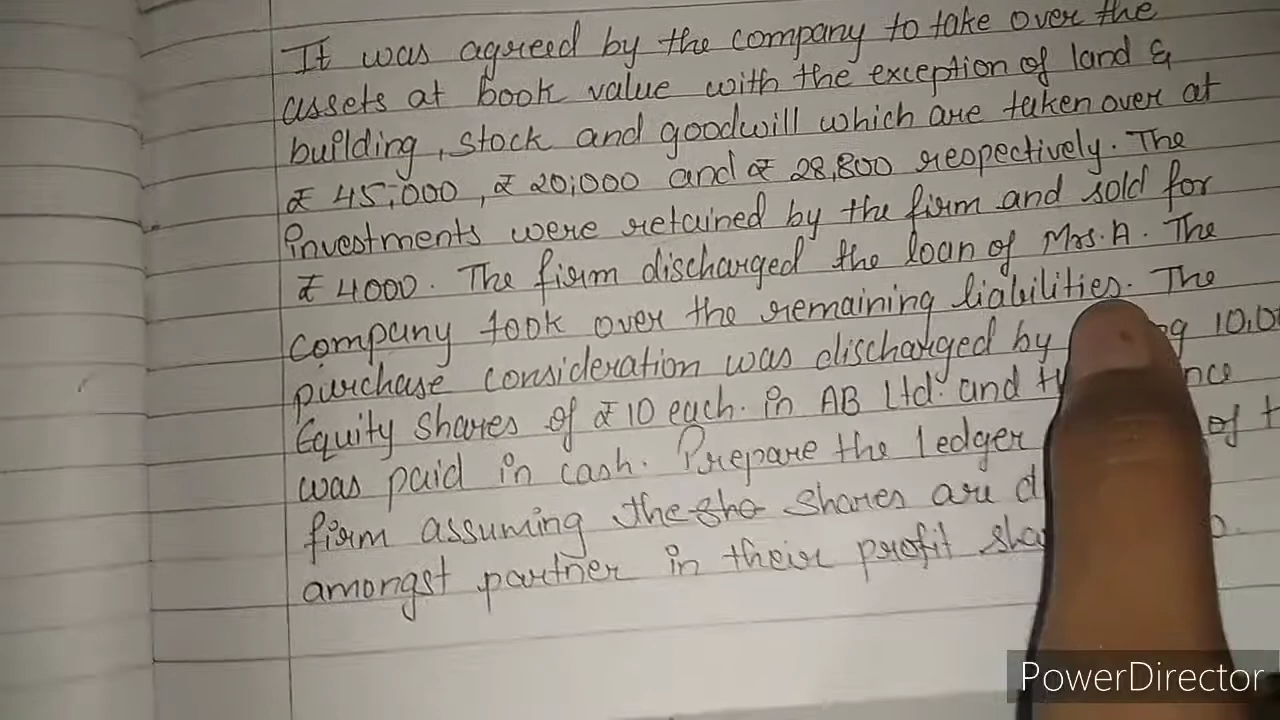 It was agreed by the company to take over the
assets at book value with the exception of land &
building, stock and goodwill which are taken over at
₹ 45,000, ₹ 20,000 and ₹ 28,800 respectively. The
investments were retained by the firm and sold for
₹ 4000. The firm discharged the loan of Mrs. A. The
company took over the remaining liabilities. The
purchase consideration was discharged by
Equity shares of ₹ 10 each. in AB Ltd. and
was paid in cash. Prepare the ledger of
firm assuming the sha shares are
amongst partner in their profit
PowerDirector